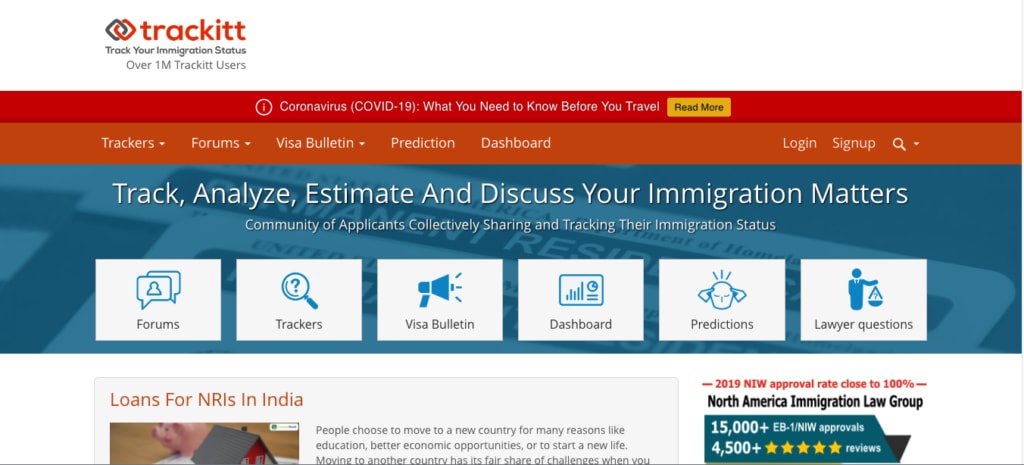 trackitt
Track Your Immigration Status
Over 1M Trackitt Users
Coronavirus (COVID-19): What You Need to Know Before You Travel Read More
Trackers Forums Visa Bulletin Prediction Dashboard Login Signup
Track, Analyze, Estimate And Discuss Your Immigration Matters
Community of Applicants Collectively Sharing and Tracking Their Immigration Status
Forums Trackers Visa Bulletin Dashboard Predictions Lawyer questions
Loans For NRIs In India
People choose to move to a new country for many reasons like
education, better economic opportunities, or to start a new life.
Moving to another country has its fair share of challenges when you
— 2019 NIW approval rate close to 100% —
North America Immigration Law Group
15,000+ EB-1/NIW approvals
4,500+ reviews